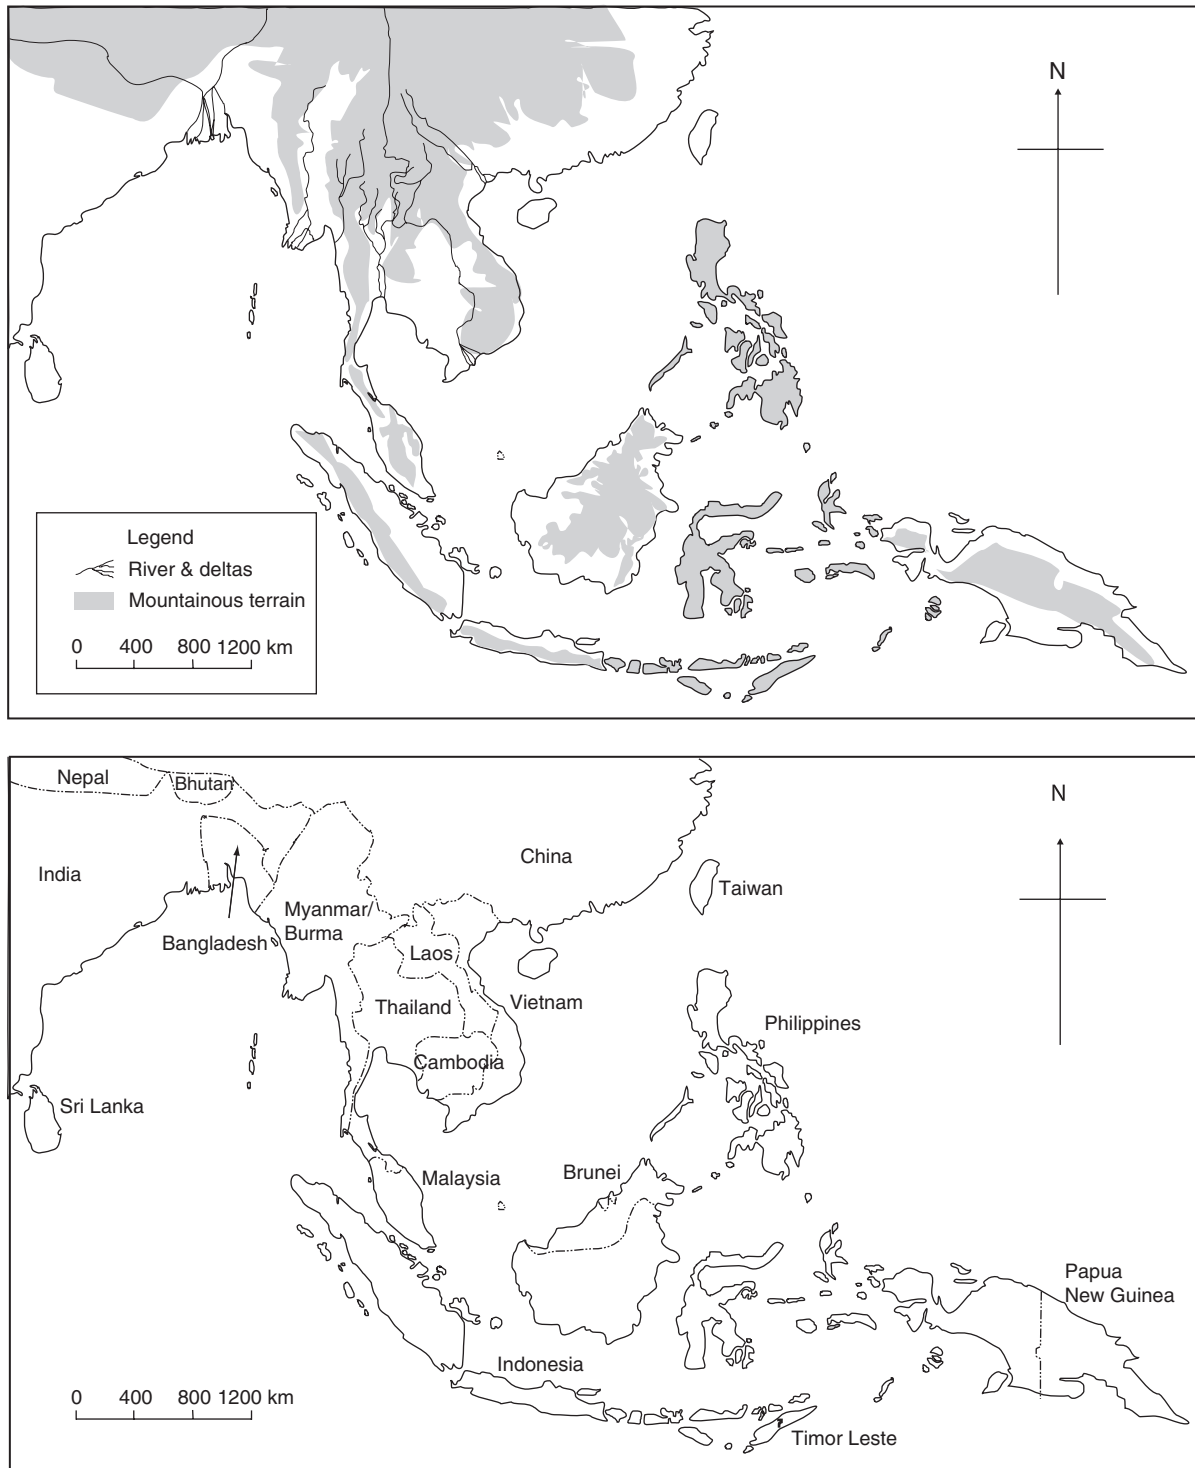 N
Legend
River & deltas
Mountainous terrain
0 400 800 1200 km
Nepal
Bhutan
N
China
India
Taiwan
Myanmar/
Burma
Bangladesh
Laos
Vietnam
Thailand
Philippines
Cambodia
Sri Lanka
Brunei
Malaysia
Papua
New Guinea
Indonesia
0 400 800 1200 km
Timor Leste